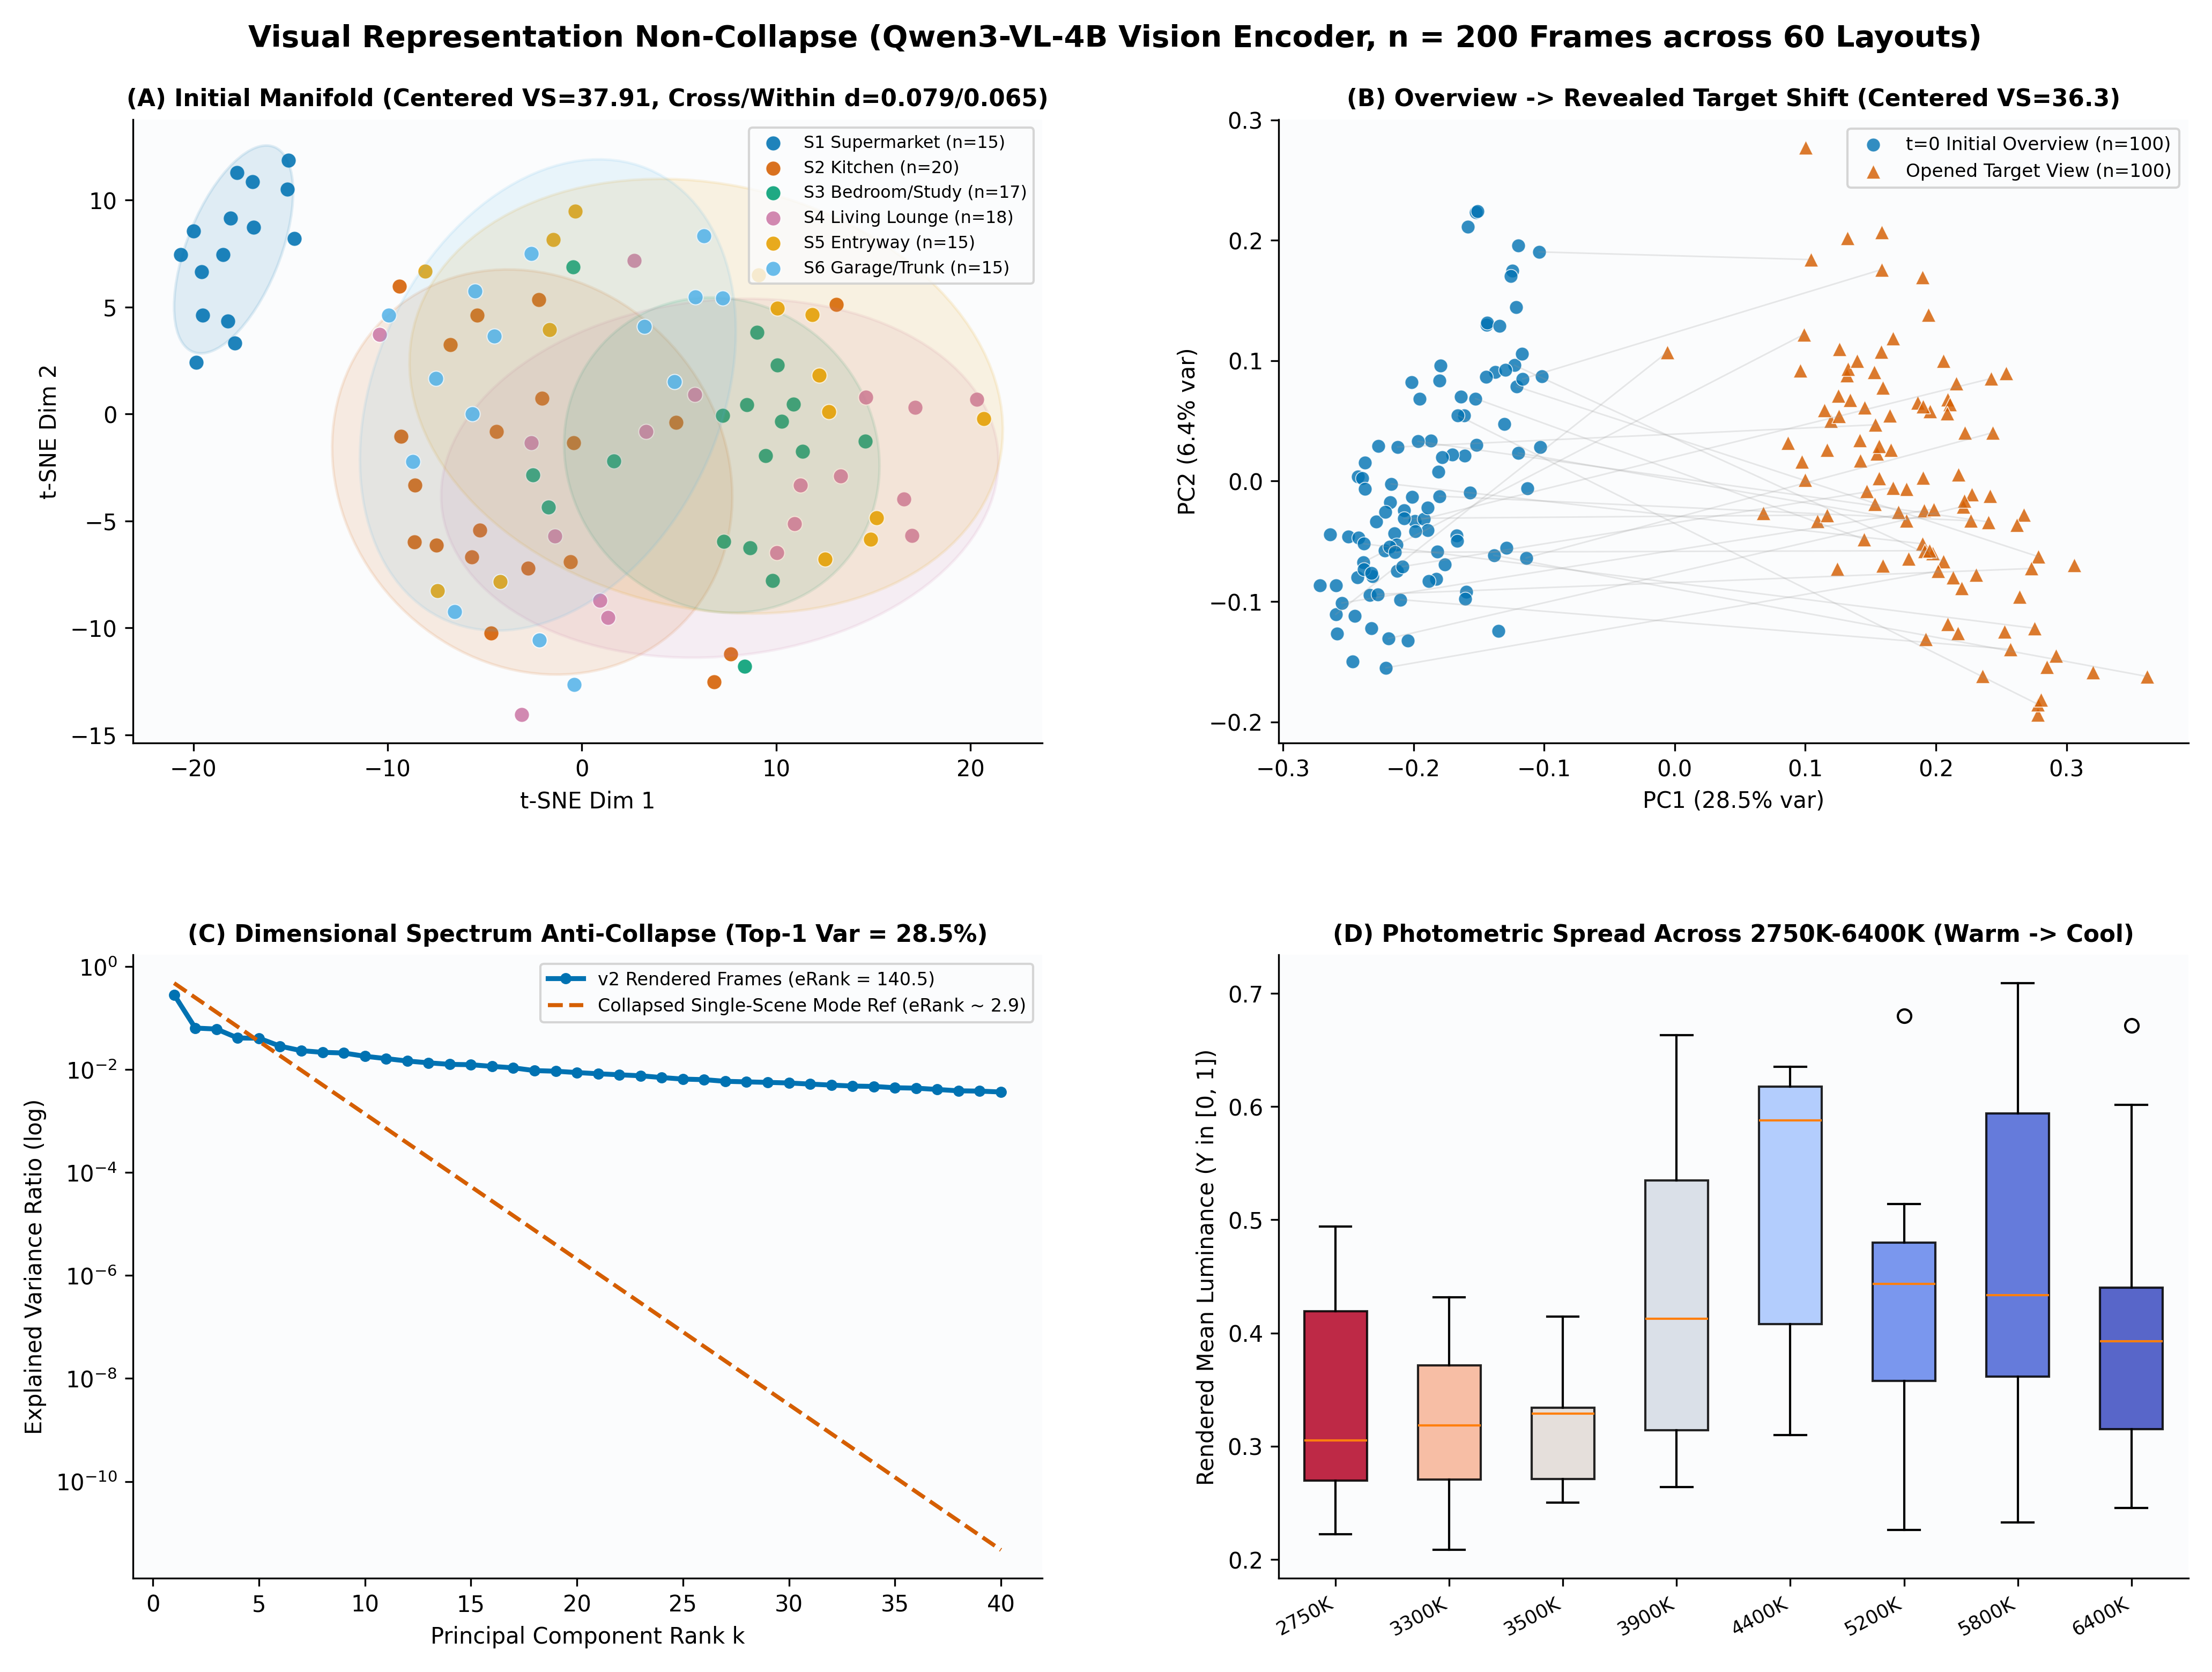 Visual Representation Non-Collapse (Qwen3-VL-4B Vision Encoder, n = 200 Frames across 60 Layouts)
(A) Initial Manifold (Centered VS=37.91, Cross/Within d=0.079/0.065)
S1 Supermarket (n=15)
S2 Kitchen (n=20)
S3 Bedroom/Study (n=17)
S4 Living Lounge (n=18)
S5 Entryway (n=15)
S6 Garage/Trunk (n=15)
10
5
0
−5
−10
−15
t-SNE Dim 2
−20
−10
0
10
20
t-SNE Dim 1
(B) Overview -> Revealed Target Shift (Centered VS=36.3)
t=0 Initial Overview (n=100)
Opened Target View (n=100)
0.3
0.2
0.1
0.0
−0.1
−0.2
PC2 (6.4% var)
−0.3
−0.2
−0.1
0.0
0.1
0.2
0.3
PC1 (28.5% var)
(C) Dimensional Spectrum Anti-Collapse (Top-1 Var = 28.5%)
v2 Rendered Frames (eRank = 140.5)
Collapsed Single-Scene Mode Ref (eRank ~ 2.9)
10⁰
10⁻²
10⁻⁴
10⁻⁶
10⁻⁸
10⁻¹⁰
Explained Variance Ratio (log)
0
5
10
15
20
25
30
35
40
Principal Component Rank k
(D) Photometric Spread Across 2750K-6400K (Warm -> Cool)
0.7
0.6
0.5
0.4
0.3
0.2
Rendered Mean Luminance (Y in [0, 1])
2750K
3300K
3500K
3900K
4400K
5200K
5800K
6400K